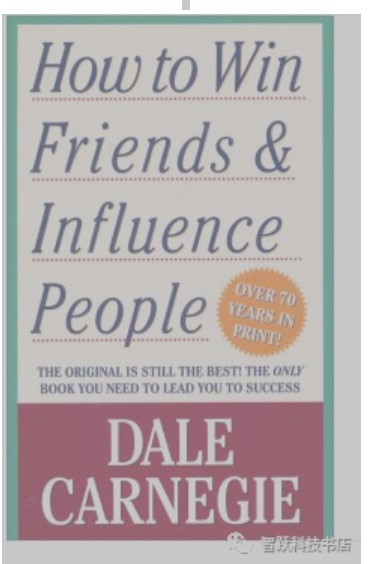 How to Win
Friends &
Influence
People
OVER 70
YEARS IN
PRINT!
THE ORIGINAL IS STILL THE BEST! THE ONLY
BOOK YOU NEED TO LEAD YOU TO SUCCESS
DALE
CARNEGIE
智跃科技书店